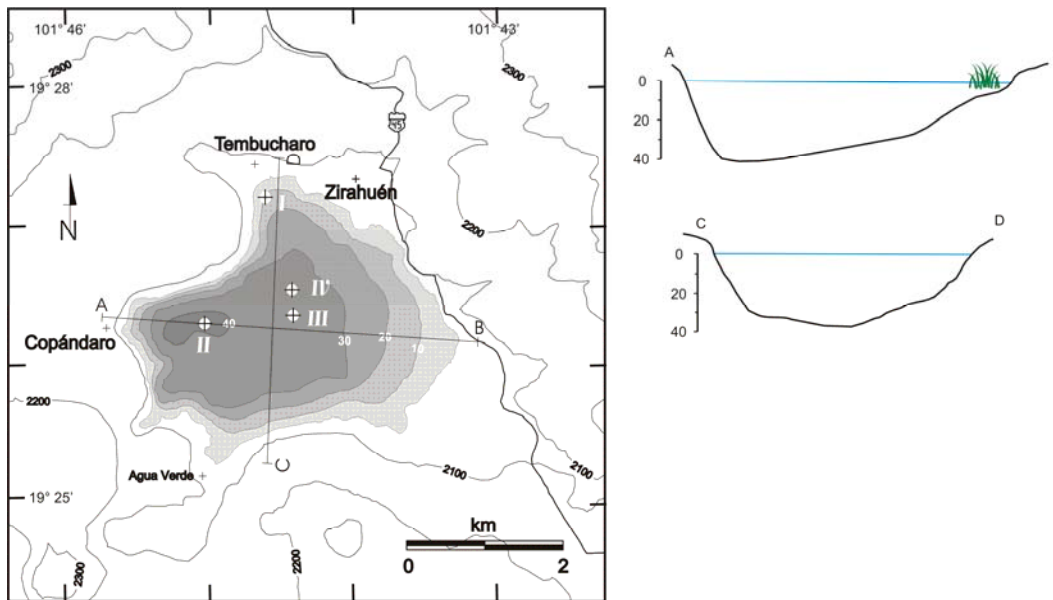 101° 46'
101° 43'
2300
19° 28'
2300
Tembucharo
D
Zirahuén
I
N
2200
A
IV
III
40
II
B
Copándaro
30
20
10
2200
Agua Verde
C
2100
2100
19° 25'
km
0
2
2300
2200
A
0
20
40
C
D
0
20
40